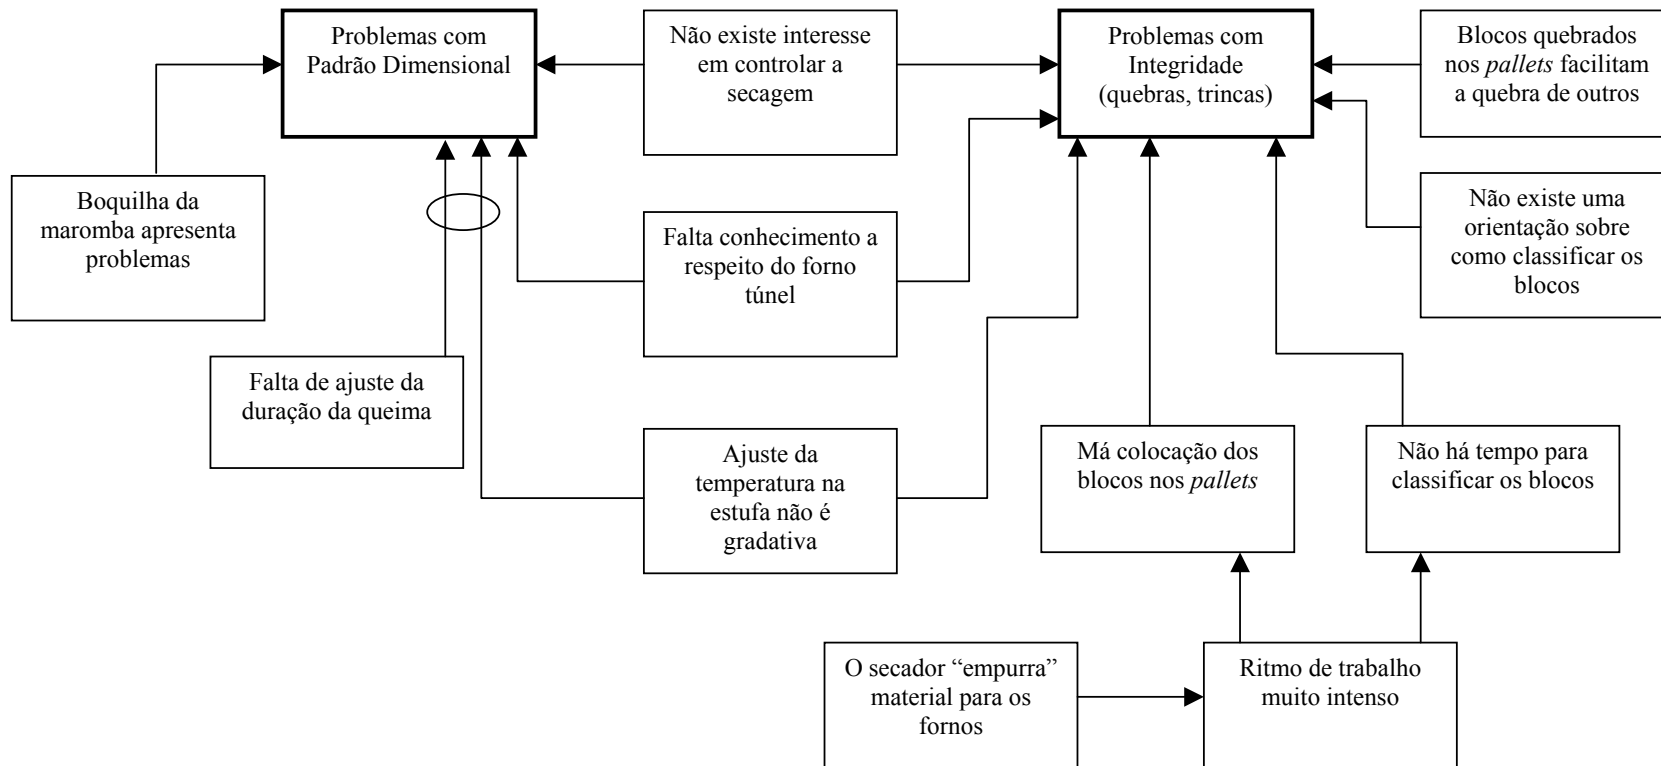 Problemas com
Padrão Dimensional
Não existe interesse
em controlar a
secagem
Problemas com
Integridade
(quebras, trincas)
Blocos quebrados
nos pallets facilitam
a quebra de outros
Boquilha da
maromba apresenta
problemas
Não existe uma
orientação sobre
como classificar os
blocos
Falta conhecimento a
respeito do forno
túnel
Falta de ajuste da
duração da queima
Ajuste da
temperatura na
estufa não é
gradativa
Má colocação dos
blocos nos pallets
Não há tempo para
classificar os blocos
O secador “empurra”
material para os
fornos
Ritmo de trabalho
muito intenso